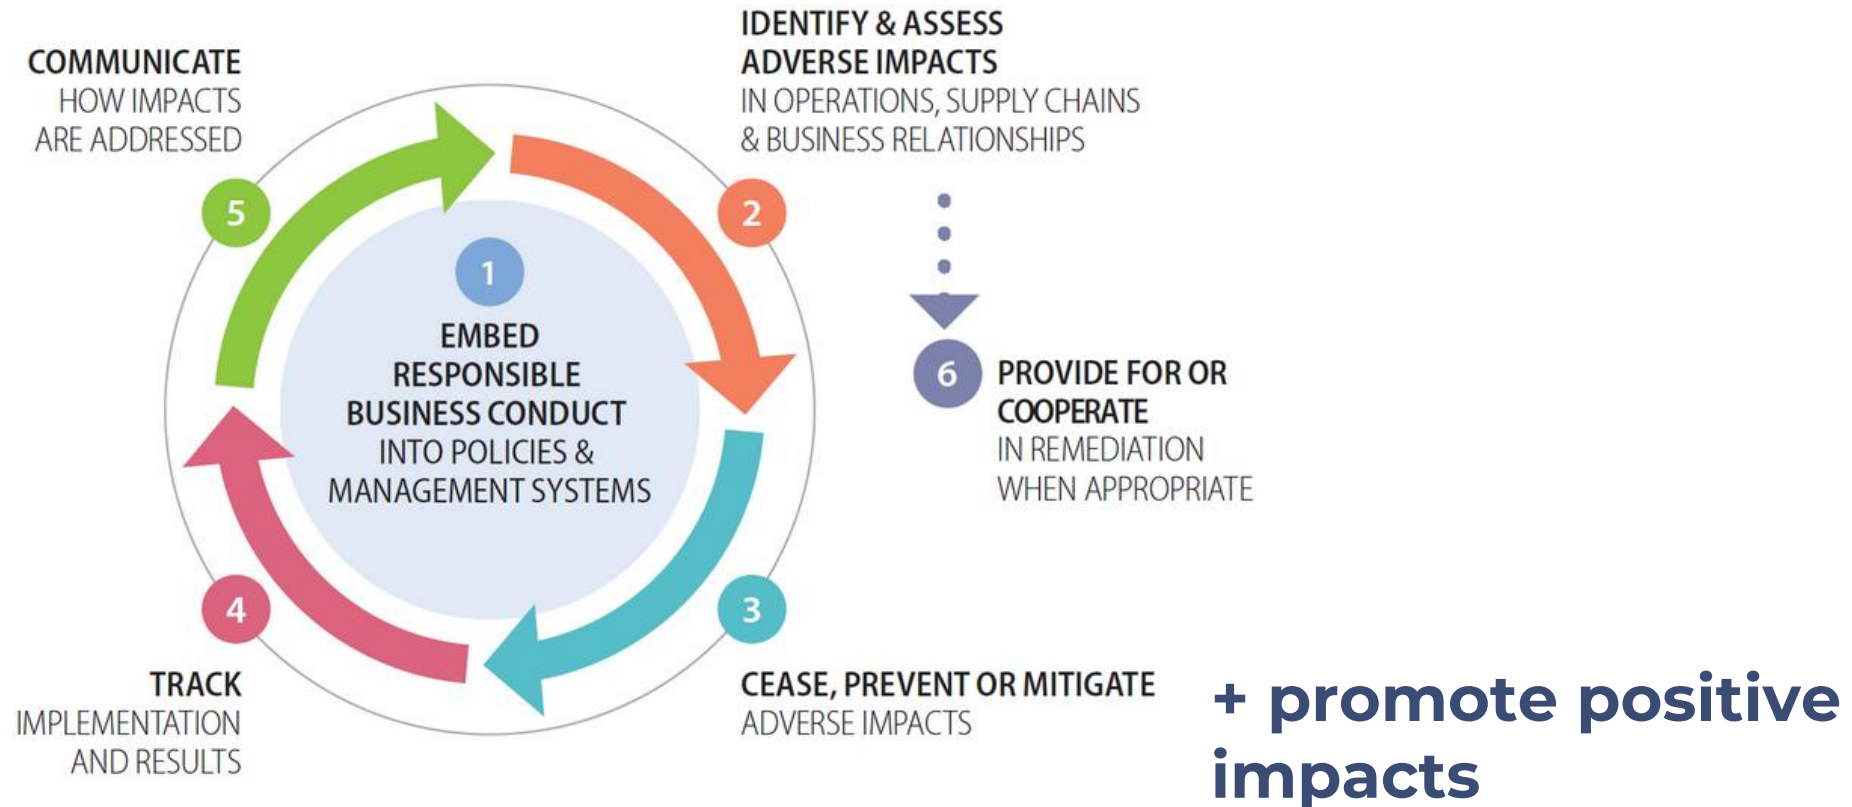 COMMUNICATE
HOW IMPACTS
ARE ADDRESSED
5
IDENTIFY & ASSESS
ADVERSE IMPACTS
IN OPERATIONS, SUPPLY CHAINS
& BUSINESS RELATIONSHIPS
2
1
EMBED
RESPONSIBLE
BUSINESS CONDUCT
INTO POLICIES &
MANAGEMENT SYSTEMS
6
PROVIDE FOR OR
COOPERATE
IN REMEDIATION
WHEN APPROPRIATE
4
TRACK
IMPLEMENTATION
AND RESULTS
3
CEASE, PREVENT OR MITIGATE
ADVERSE IMPACTS
+ promote positive
impacts